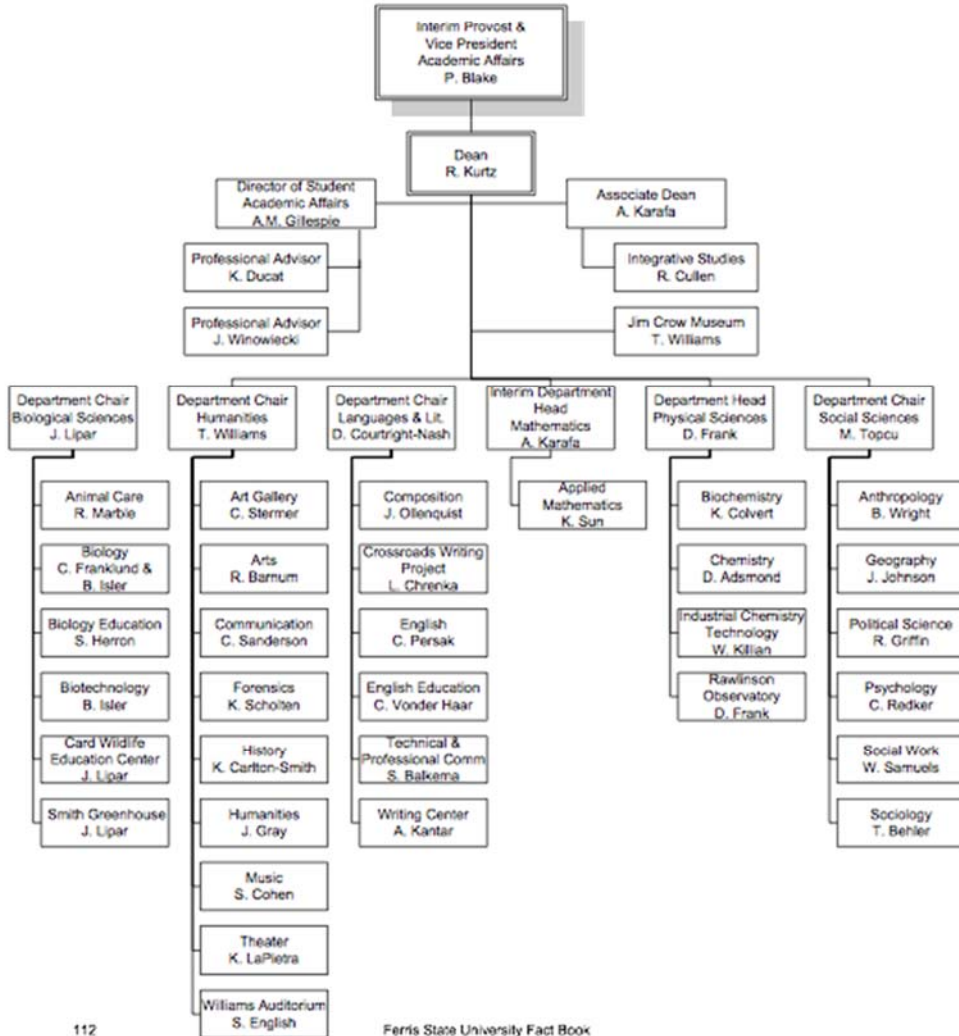 Interim Provost &
Vice President
Academic Affairs
P. Blake
Dean
R. Kurtz
Director of Student
Academic Affairs
A.M. Gillespie
Associate Dean
A. Karafa
Professional Advisor
K. Ducat
Integrative Studies
R. Cullen
Professional Advisor
J. Winowiecki
Jim Crow Museum
T. Williams
Department Chair
Biological Sciences
J. Lipar
Department Chair
Humanities
T. Williams
Department Chair
Languages & Lit.
D. Courtright-Nash
Interim Department
Head
Mathematics
A. Karafa
Department Head
Physical Sciences
D. Frank
Department Chair
Social Sciences
M. Topcu
Animal Care
R. Marble
Biology
C. Franklund &
B. Isler
Biology Education
S. Herron
Biotechnology
B. Isler
Card Wildlife
Education Center
J. Lipar
Smith Greenhouse
J. Lipar
Art Gallery
C. Stermer
Arts
R. Barnum
Communication
C. Sanderson
Forensics
K. Scholten
History
K. Carlton-Smith
Humanities
J. Gray
Music
S. Cohen
Theater
K. LaPietra
Williams Auditorium
S. English
Composition
J. Ollenquist
Crossroads Writing
Project
L. Chrenka
English
C. Persak
English Education
C. Vonder Haar
Technical &
Professional Comm
S. Balkema
Writing Center
A. Kantar
Applied
Mathematics
K. Sun
Biochemistry
K. Colvert
Chemistry
D. Adsmond
Industrial Chemistry
Technology
W. Killian
Rawlinson
Observatory
D. Frank
Anthropology
B. Wright
Geography
J. Johnson
Political Science
R. Griffin
Psychology
C. Redker
Social Work
W. Samuels
Sociology
T. Behler
112
Ferris State University Fact Book